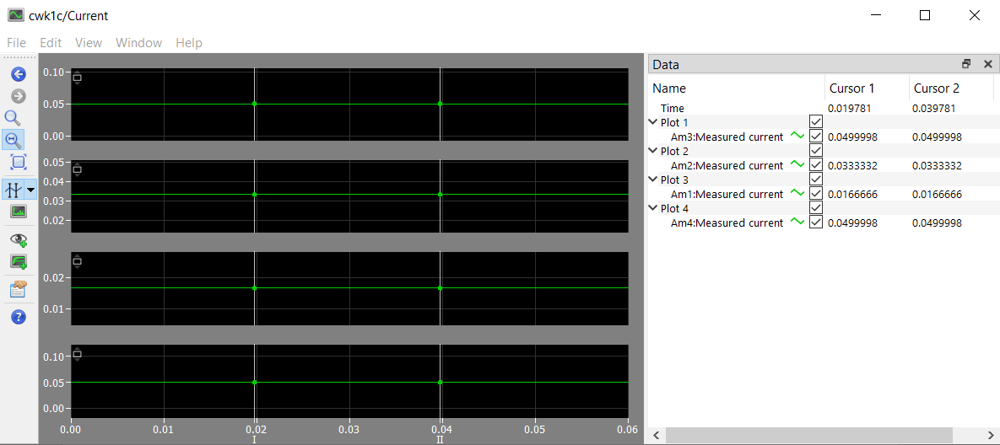 cwk1c/Current
File Edit View Window Help
0.10
0.05
0.00
0.05
0.04
0.03
0.02
0.02
0.01
0.10
0.05
0.00
0.00 0.01 0.02 0.03 0.04 0.05 0.06
I II
Data
Name Cursor 1 Cursor 2
Time 0.019781 0.039781
Plot 1
Am3:Measured current 0.0499998 0.0499998
Plot 2
Am2:Measured current 0.0333332 0.0333332
Plot 3
Am1:Measured current 0.0166666 0.0166666
Plot 4
Am4:Measured current 0.0499998 0.0499998